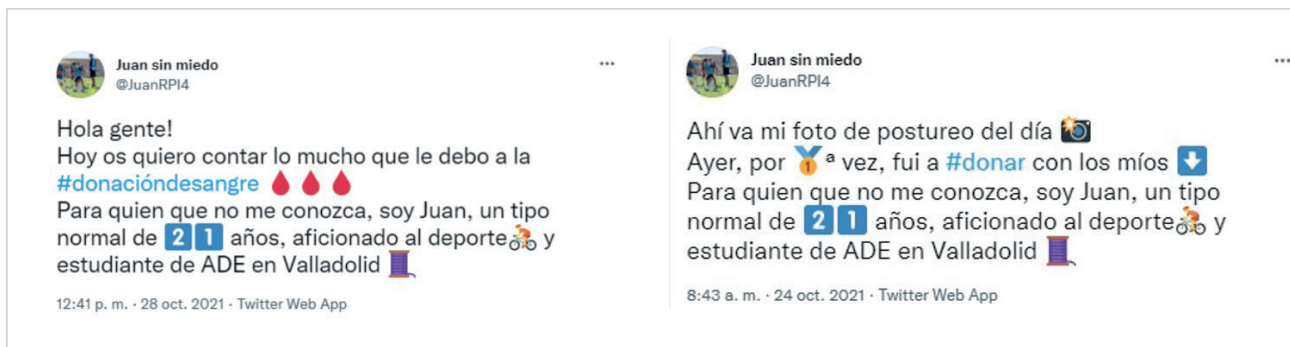 Juan sin miedo
@JuanRPI4
Hola gente!
Hoy os quiero contar lo mucho que le debo a la
#donacióndesangre 🩸🩸🩸
Para quien que no me conozca, soy Juan, un tipo
normal de 2️⃣1️⃣ años, aficionado al deporte🚴 y
estudiante de ADE en Valladolid 🧵
12:41 p. m. · 28 oct. 2021 · Twitter Web App
Juan sin miedo
@JuanRPI4
Ahí va mi foto de postureo del día 📸
Ayer, por 🥇ª vez, fui a #donar con los míos ⬇️
Para quien que no me conozca, soy Juan, un tipo
normal de 2️⃣1️⃣ años, aficionado al deporte🚴 y
estudiante de ADE en Valladolid 🧵
8:43 a. m. · 24 oct. 2021 · Twitter Web App